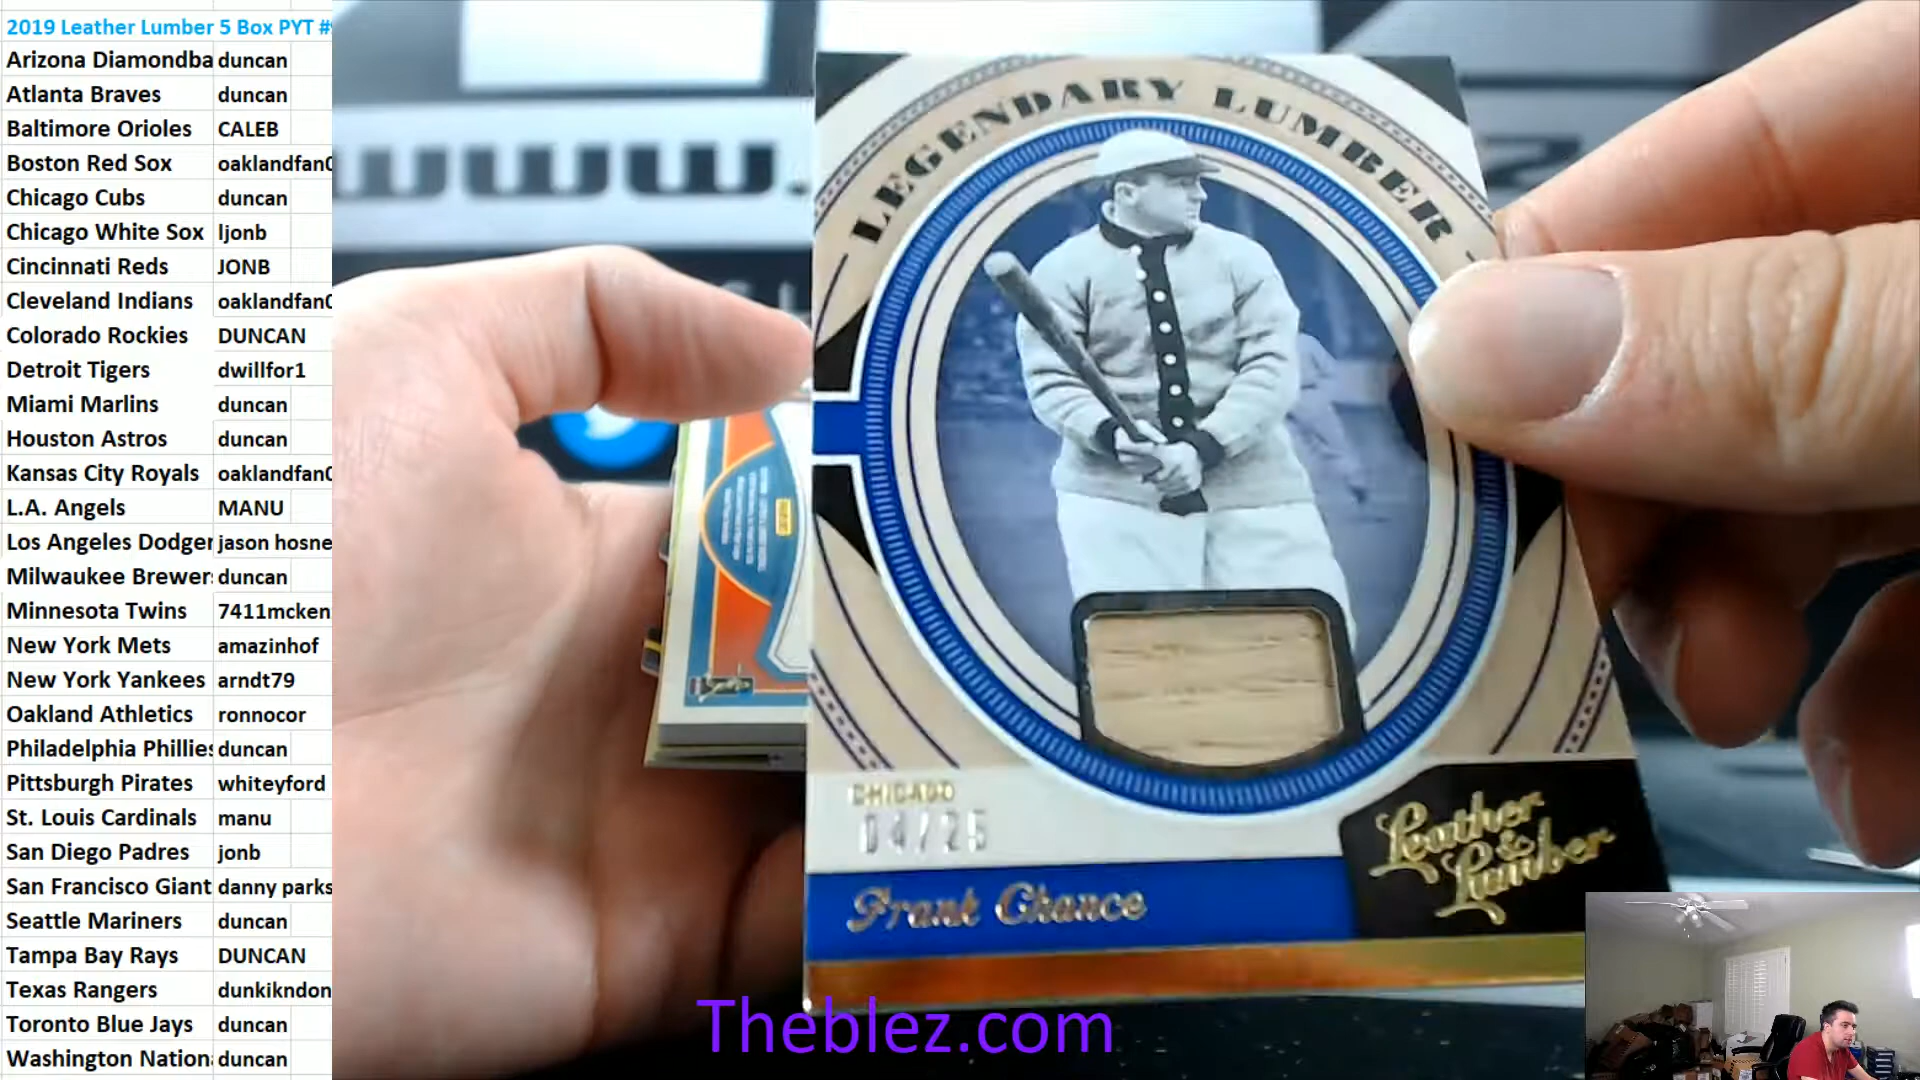 2019 Leather Lumber 5 Box PYT #
Arizona Diamondba duncan
Atlanta Braves duncan
Baltimore Orioles CALEB
Boston Red Sox oaklandfan0
Chicago Cubs duncan
Chicago White Sox ljonb
Cincinnati Reds JONB
Cleveland Indians oaklandfan0
Colorado Rockies DUNCAN
Detroit Tigers dwillfor1
Miami Marlins duncan
Houston Astros duncan
Kansas City Royals oaklandfan0
L.A. Angels MANU
Los Angeles Dodger jason hosne
Milwaukee Brewer duncan
Minnesota Twins 7411mcken
New York Mets amazinhof
New York Yankees arndt79
Oakland Athletics ronnocor
Philadelphia Phillies duncan
Pittsburgh Pirates whiteyford
St. Louis Cardinals manu
San Diego Padres jonb
San Francisco Giant danny parks
Seattle Mariners duncan
Tampa Bay Rays DUNCAN
Texas Rangers dunkikndon
Toronto Blue Jays duncan
Washington Nationa duncan
www.
LEGENDARY LUMBER
CHICAGO
04/25
Frank Chance
Leather
&
Lumber
Theblez.com